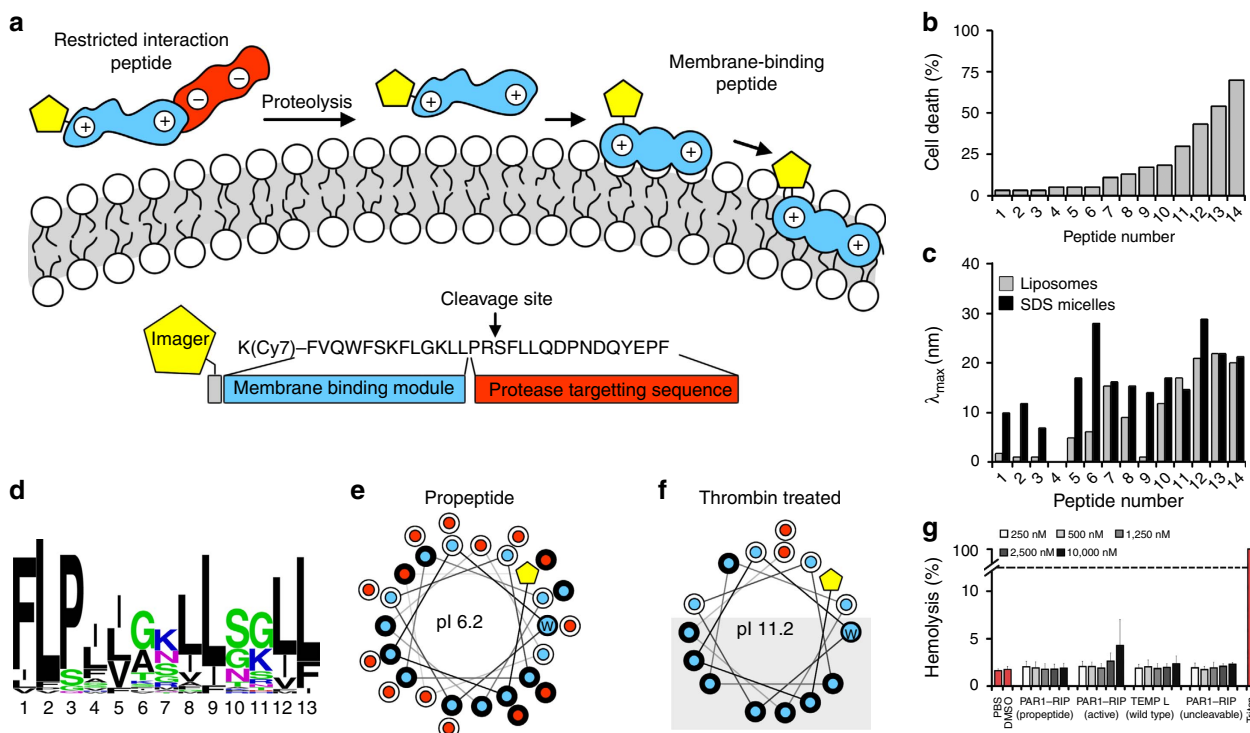 a
Restricted interaction
peptide
Proteolysis
Membrane-binding
peptide
+ + − −
+ +
+ +
+ +
Cleavage site
Imager
K(Cy7)–FVQWFSKFLGKLLPRSFLLQDPNDQYEPF
Membrane binding module
Protease targetting sequence
b
Cell death (%)
100
75
50
25
0
1 2 3 4 5 6 7 8 9 10 11 12 13 14
Peptide number
c
λmax (nm)
40
30
20
10
0
Liposomes
SDS micelles
1 2 3 4 5 6 7 8 9 10 11 12 13 14
Peptide number
d
F L P I I G K L L S G L L
1 2 3 4 5 6 7 8 9 10 11 12 13
e
Propeptide
pI 6.2
W
f
Thrombin treated
pI 11.2
W
g
Hemolysis (%)
250 nM 500 nM 1,250 nM
2,500 nM 10,000 nM
100
10
5
0
PBS
DMSO
PAR1–RIP
(propeptide)
PAR1–RIP
(active)
TEMP L
(wild type)
PAR1–RIP
(uncleavable)